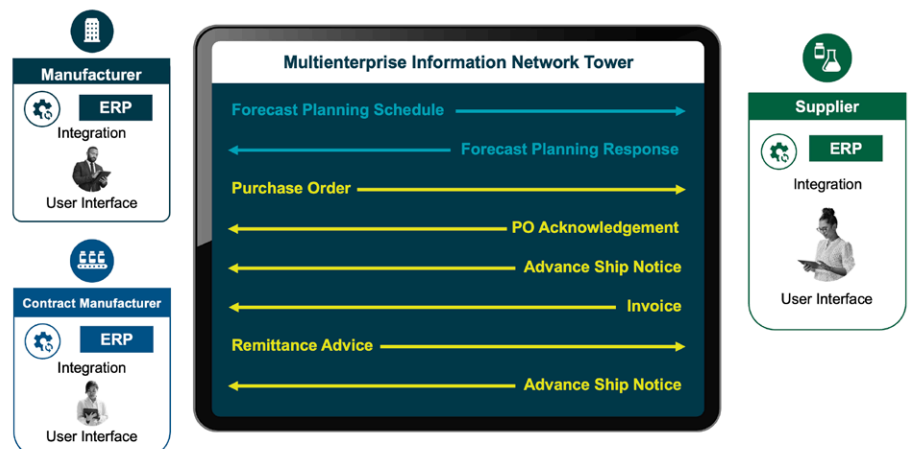 Manufacturer
ERP
Integration
User Interface
Contract Manufacturer
ERP
Integration
User Interface
Multienterprise Information Network Tower
Forecast Planning Schedule
Forecast Planning Response
Purchase Order
PO Acknowledgement
Advance Ship Notice
Invoice
Remittance Advice
Advance Ship Notice
Supplier
ERP
Integration
User Interface